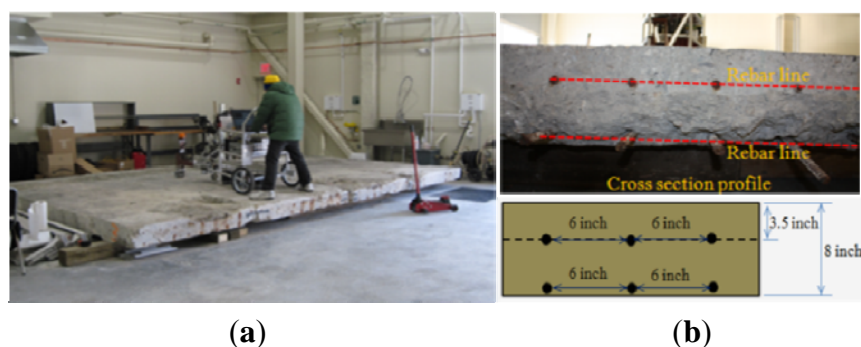 Rebar line
Rebar line
Cross section profile
6 inch 6 inch
3.5 inch
8 inch
6 inch 6 inch
(a) (b)